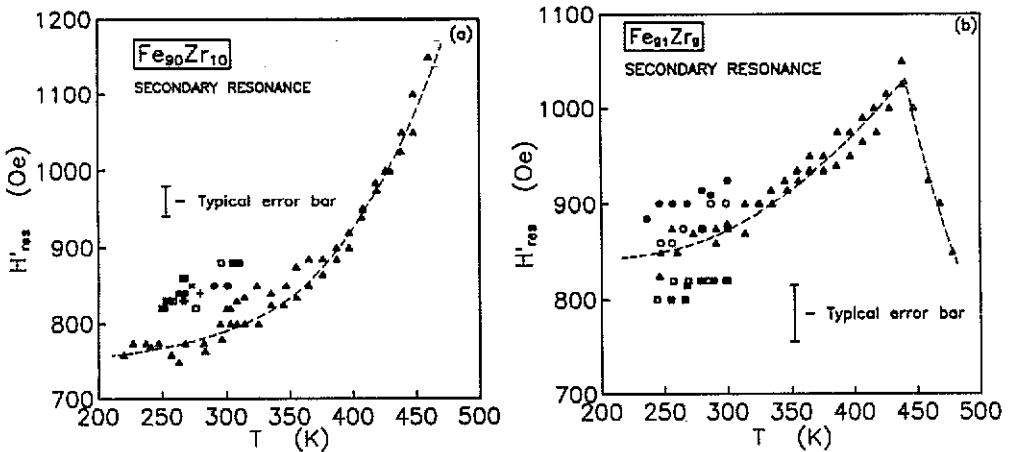 (a)
Fe₉₀Zr₁₀
SECONDARY RESONANCE
Typical error bar
1200
1100
1000
900
800
700
H'res (Oe)
200 250 300 350 400 450 500
T (K)
(b)
Fe₉₁Zr₉
SECONDARY RESONANCE
Typical error bar
1100
1000
900
800
700
H'res (Oe)
200 250 300 350 400 450 500
T (K)